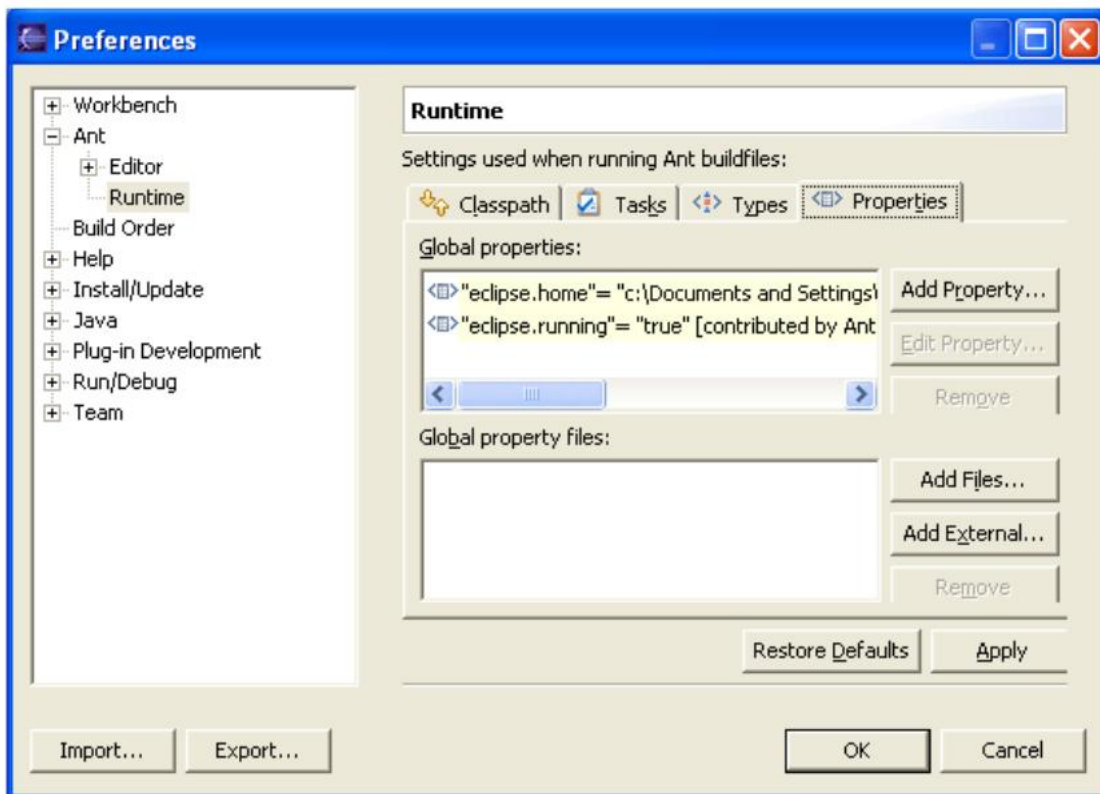 Preferences
Workbench
Ant
Editor
Runtime
Build Order
Help
Install/Update
Java
Plug-in Development
Run/Debug
Team
Runtime
Settings used when running Ant buildfiles:
Classpath Tasks Types Properties
Global properties:
"eclipse.home"= "c:\Documents and Settings\
"eclipse.running"= "true" [contributed by Ant
Add Property...
Edit Property...
Remove
Global property files:
Add Files...
Add External...
Remove
Restore Defaults Apply
Import... Export... OK Cancel